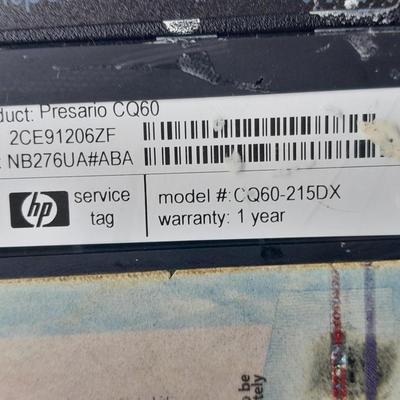 duct: Presario CQ60
2CE91206ZF
NB276UA#ABA
hp service tag
model #:CQ60-215DX
warranty: 1 year
be
tely